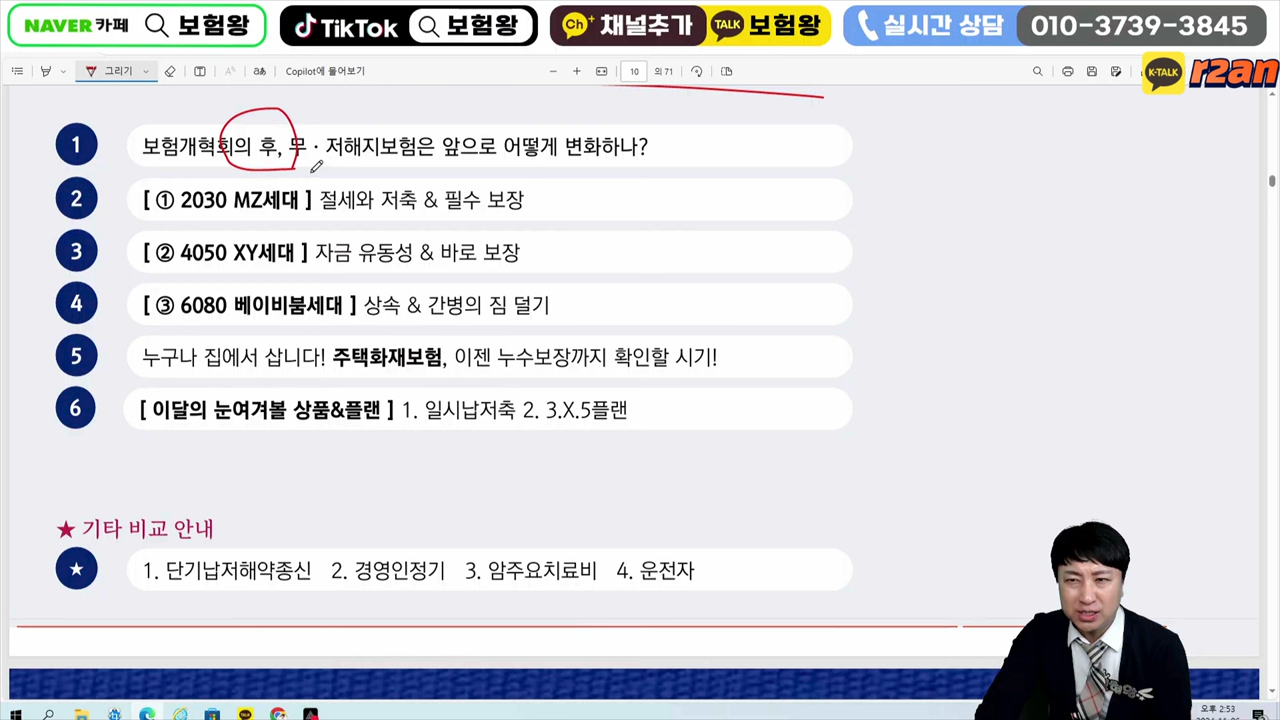 NAVER 카페 보험왕 TikTok 보험왕 Ch+ 채널추가 TALK 보험왕 실시간 상담 010-3739-3845
그리기 가あ Copilot에 물어보기 10 의 71 K-TALK r2an
1 보험개혁회의 후, 무·저해지보험은 앞으로 어떻게 변화하나?
2 [ ① 2030 MZ세대 ] 절세와 저축 & 필수 보장
3 [ ② 4050 XY세대 ] 자금 유동성 & 바로 보장
4 [ ③ 6080 베이비붐세대 ] 상속 & 간병의 짐 덜기
5 누구나 집에서 삽니다! 주택화재보험, 이젠 누수보장까지 확인할 시기!
6 [ 이달의 눈여겨볼 상품&플랜 ] 1. 일시납저축 2. 3.X.5플랜
★ 기타 비교 안내
★ 1. 단기납저해약종신 2. 경영인정기 3. 암주요치료비 4. 운전자
오후 2:53